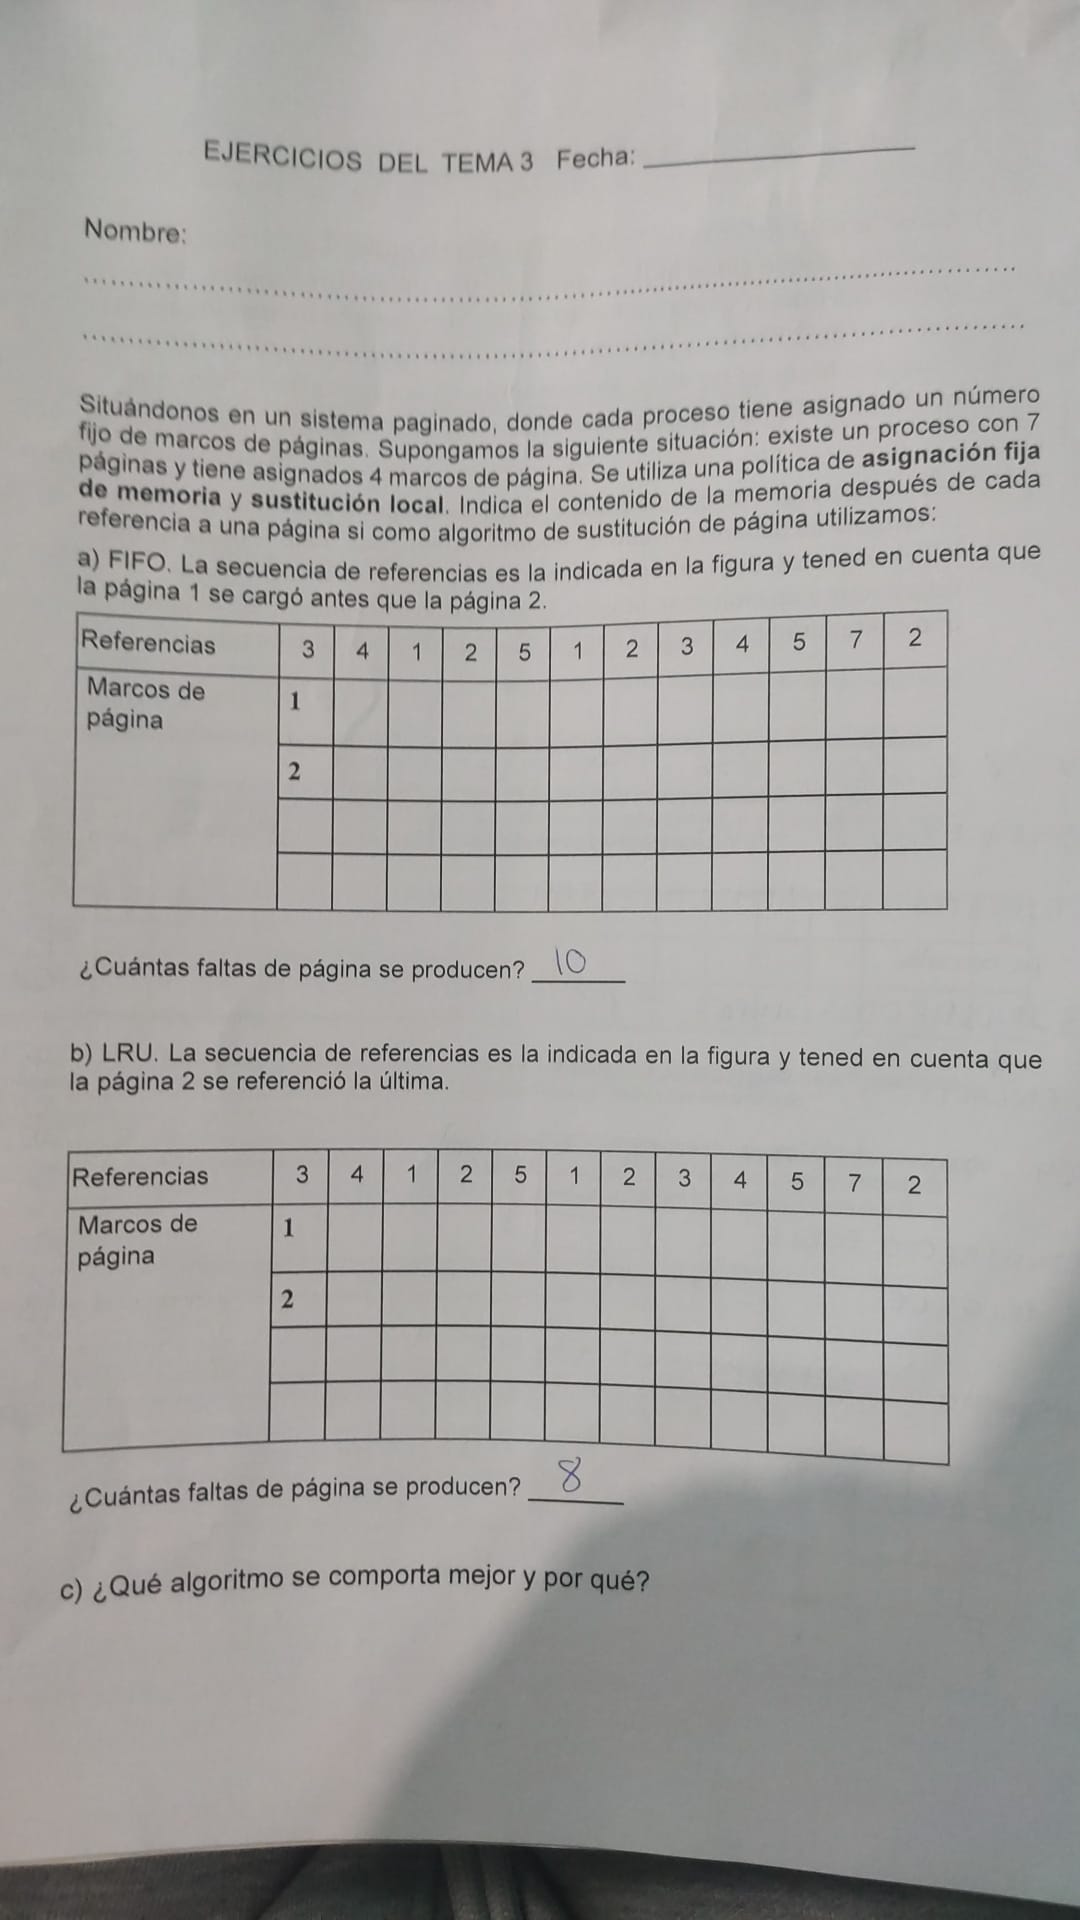 EJERCICIOS DEL TEMA 3 Fecha:
Nombre:
Situándonos en un sistema paginado, donde cada proceso tiene asignado un número
fijo de marcos de páginas. Supongamos la siguiente situación: existe un proceso con 7
páginas y tiene asignados 4 marcos de página. Se utiliza una política de asignación fija
de memoria y sustitución local. Indica el contenido de la memoria después de cada
referencia a una página si como algoritmo de sustitución de página utilizamos:
a) FIFO. La secuencia de referencias es la indicada en la figura y tened en cuenta que
la página 1 se cargó antes que la página 2.
Referencias 3 4 1 2 5 1 2 3 4 5 7 2
Marcos de 1
página
2
¿Cuántas faltas de página se producen? 10
b) LRU. La secuencia de referencias es la indicada en la figura y tened en cuenta que
la página 2 se referenció la última.
Referencias 3 4 1 2 5 1 2 3 4 5 7 2
Marcos de 1
página
2
¿Cuántas faltas de página se producen? 8
c) ¿Qué algoritmo se comporta mejor y por qué?